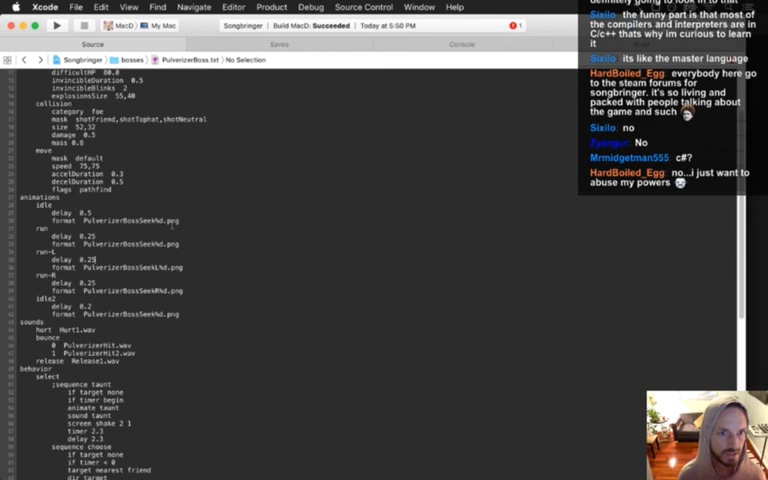 Xcode File Edit View Find Navigate Editor Product Debug Source Control Window Help
MacD My Mac
Songbringer Build MacD: Succeeded Today at 5:50 PM 1
Source Saves Console
Songbringer bosses PulverizerBoss.txt No Selection
difficultHP 80.0
invincibleDuration 0.5
invincibleBlinks 2
explosionsSize 55,40
collision
category foe
mask shotFriend,shotTophat,shotNeutral
size 52,32
damage 0.5
mass 0.8
move
mask default
speed 75,75
accelDuration 0.3
decelDuration 0.5
flags pathfind
animations
idle
delay 0.5
format PulverizerBossSeek%d.png
run
delay 0.25
format PulverizerBossSeek%d.png
run-L
delay 0.25
format PulverizerBossSeekL%d.png
run-R
delay 0.25
format PulverizerBossSeekR%d.png
idle2
delay 0.2
format PulverizerBossSeek%d.png
sounds
hurt Hurt1.wav
bounce
0 PulverizerHit.wav
1 PulverizerHit2.wav
release Release1.wav
behavior
select
;sequence taunt
if target none
if timer begin
animate taunt
sound taunt
screen shake 2 1
timer 2.3
delay 2.3
sequence choose
if target none
if timer < 0
target nearest friend
dir target
definitely going to look in to that
Sixilo the funny part is that most of
the compilers and interpreters are in
C/c++ thats why im curious to learn
it
Sixilo its like the master language
HardBoiled_Egg everybody here go
to the steam forums for
songbringer. it's so living and
packed with people talking about
the game and such
Sixilo no
Zyangur No
Mrmidgetman555 c#?
HardBoiled_Egg no...i just want to
abuse my powers